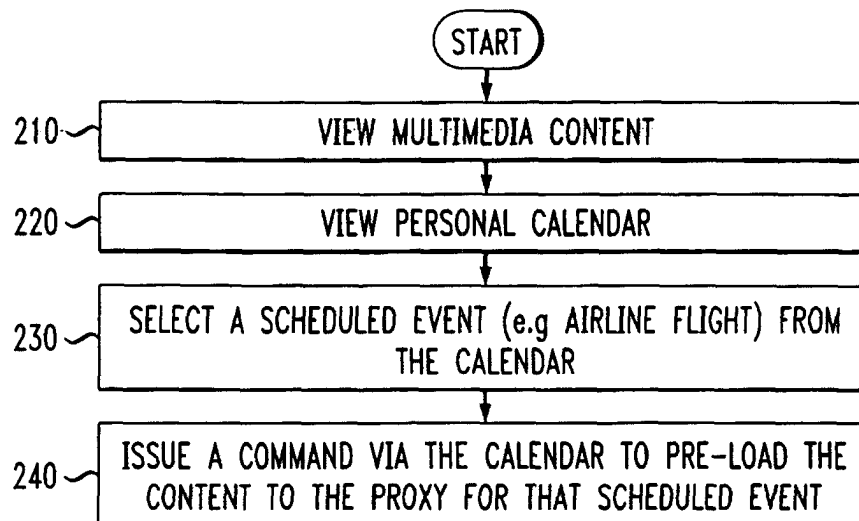 START
210 VIEW MULTIMEDIA CONTENT
220 VIEW PERSONAL CALENDAR
230 SELECT A SCHEDULED EVENT (e.g AIRLINE FLIGHT) FROM
THE CALENDAR
240 ISSUE A COMMAND VIA THE CALENDAR TO PRE-LOAD THE
CONTENT TO THE PROXY FOR THAT SCHEDULED EVENT